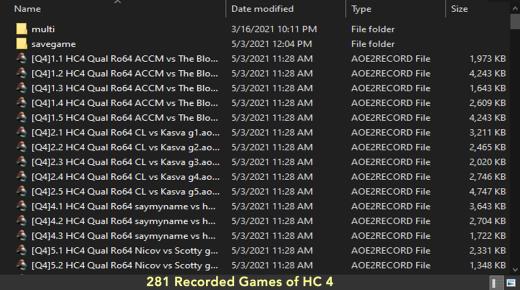 Name Date modified Type Size
multi 3/16/2021 10:11 PM File folder
savegame 5/3/2021 12:04 PM File folder
[Q4]1.1 HC4 Qual Ro64 ACCM vs The Blo... 5/3/2021 11:28 AM AOE2RECORD File 1,973 KB
[Q4]1.2 HC4 Qual Ro64 ACCM vs The Blo... 5/3/2021 11:28 AM AOE2RECORD File 4,243 KB
[Q4]1.3 HC4 Qual Ro64 ACCM vs The Blo... 5/3/2021 11:28 AM AOE2RECORD File 1,643 KB
[Q4]1.4 HC4 Qual Ro64 ACCM vs The Blo... 5/3/2021 11:28 AM AOE2RECORD File 2,609 KB
[Q4]1.5 HC4 Qual Ro64 ACCM vs The Blo... 5/3/2021 11:28 AM AOE2RECORD File 4,243 KB
[Q4]2.1 HC4 Qual Ro64 CL vs Kasva g1.ao... 5/3/2021 11:28 AM AOE2RECORD File 3,211 KB
[Q4]2.2 HC4 Qual Ro64 CL vs Kasva g2.ao... 5/3/2021 11:28 AM AOE2RECORD File 2,465 KB
[Q4]2.3 HC4 Qual Ro64 CL vs Kasva g3.ao... 5/3/2021 11:28 AM AOE2RECORD File 2,020 KB
[Q4]2.4 HC4 Qual Ro64 CL vs Kasva g4.ao... 5/3/2021 11:28 AM AOE2RECORD File 2,746 KB
[Q4]2.5 HC4 Qual Ro64 CL vs Kasva g5.ao... 5/3/2021 11:28 AM AOE2RECORD File 4,747 KB
[Q4]4.1 HC4 Qual Ro64 saymyname vs h... 5/3/2021 11:28 AM AOE2RECORD File 3,643 KB
[Q4]4.2 HC4 Qual Ro64 saymyname vs h... 5/3/2021 11:28 AM AOE2RECORD File 2,704 KB
[Q4]4.3 HC4 Qual Ro64 saymyname vs h... 5/3/2021 11:28 AM AOE2RECORD File 1,722 KB
[Q4]5.1 HC4 Qual Ro64 Nicov vs Scotty g... 5/3/2021 11:28 AM AOE2RECORD File 2,331 KB
[Q4]5.2 HC4 Qual Ro64 Nicov vs Scotty g... 5/3/2021 11:28 AM AOE2RECORD File 1,348 KB
281 Recorded Games of HC 4